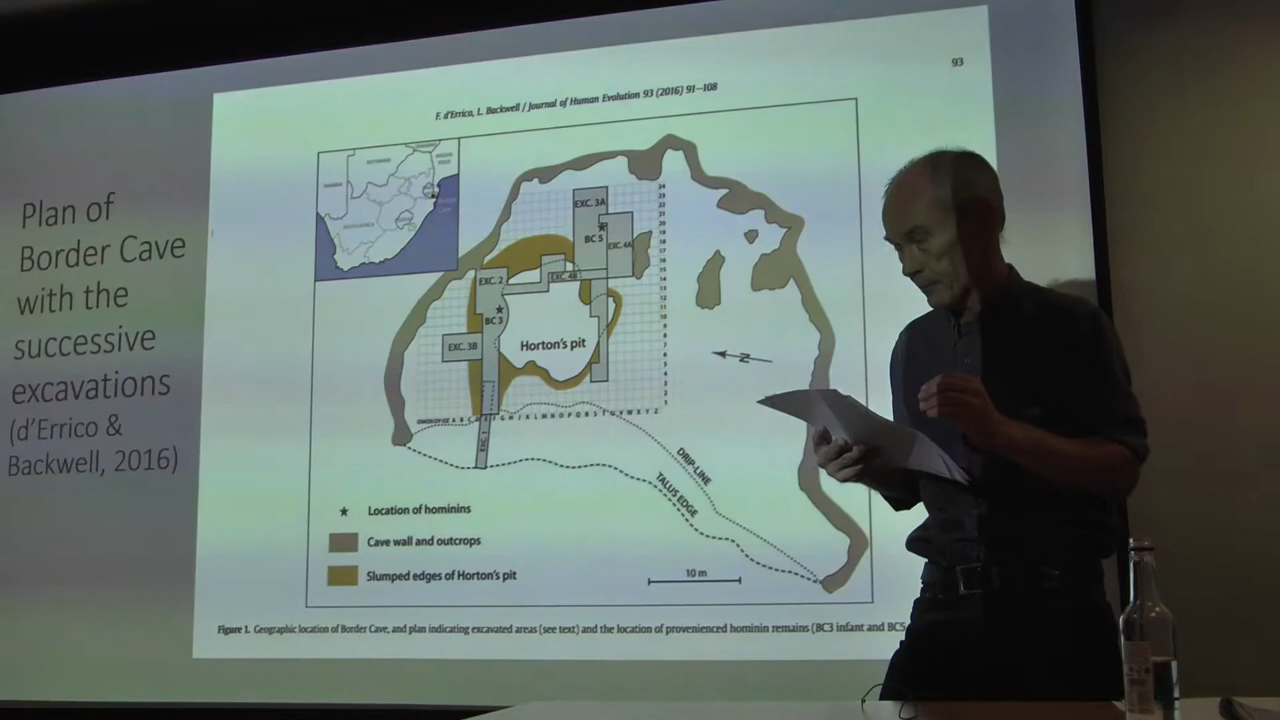 Plan of
Border Cave
with the
successive
excavations
(d'Errico &
Backwell, 2016)
93
F. d'Errico, L. Backwell / Journal of Human Evolution 93 (2016) 91–108
EXC. 3A
BC 5
EXC. 4A
EXC. 2
EXC. 4B
BC 3
EXC. 3B
Horton's pit
N
EXC. 1
DRIP-LINE
TALUS EDGE
Location of hominins
Cave wall and outcrops
Slumped edges of Horton's pit
10 m
Figure 1. Geographic location of Border Cave, and plan indicating excavated areas (see text) and the location of provenienced hominin remains (BC3 infant and BC5